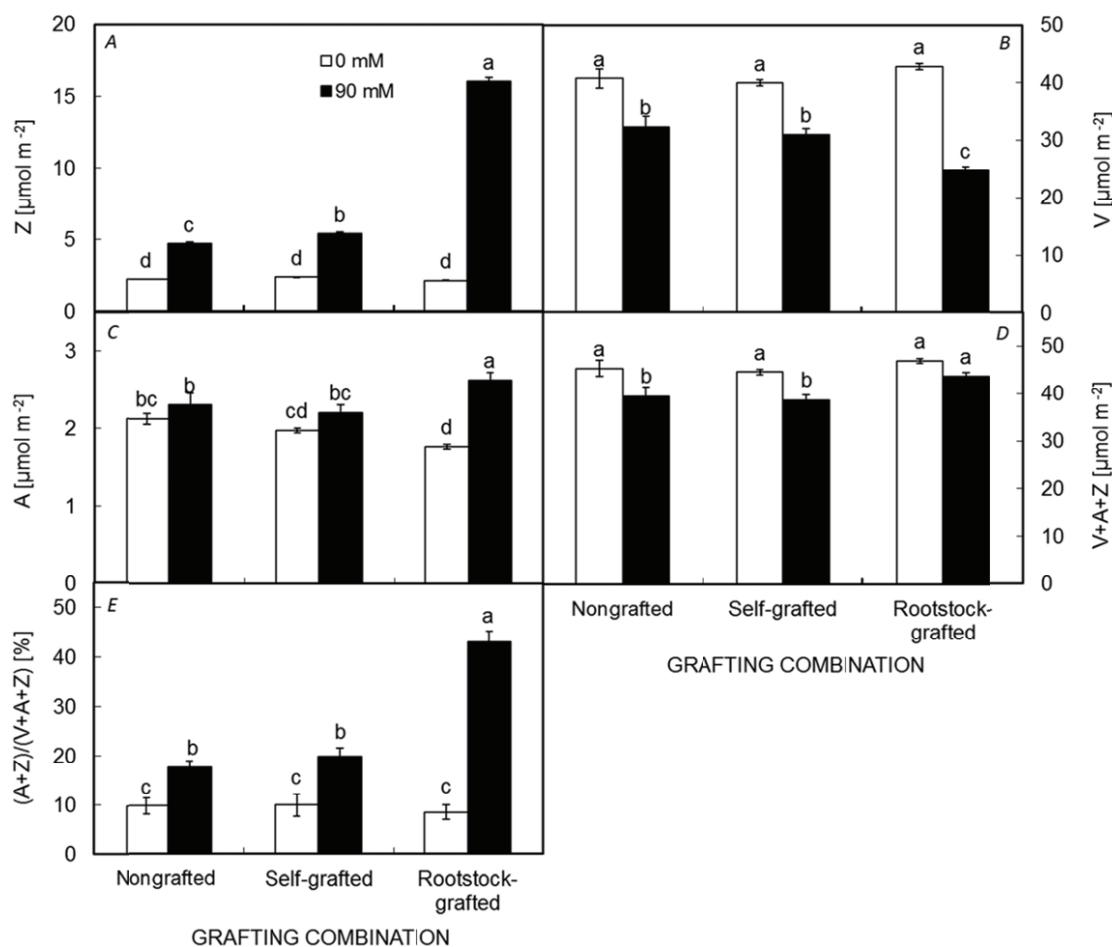 A
0 mM
90 mM
Z [µmol m⁻²]
20
15
10
5
0
d
c
d
b
d
a
B
V [µmol m⁻²]
50
40
30
20
10
0
a
b
a
b
a
c
C
A [µmol m⁻²]
3
2
1
0
bc
b
cd
bc
d
a
D
V+A+Z [µmol m⁻²]
50
40
30
20
10
0
a
b
a
b
a
a
Nongrafted
Self-grafted
Rootstock-
grafted
GRAFTING COMBINATION
E
(A+Z)/(V+A+Z) [%]
50
40
30
20
10
0
c
b
c
b
c
a
Nongrafted
Self-grafted
Rootstock-
grafted
GRAFTING COMBINATION